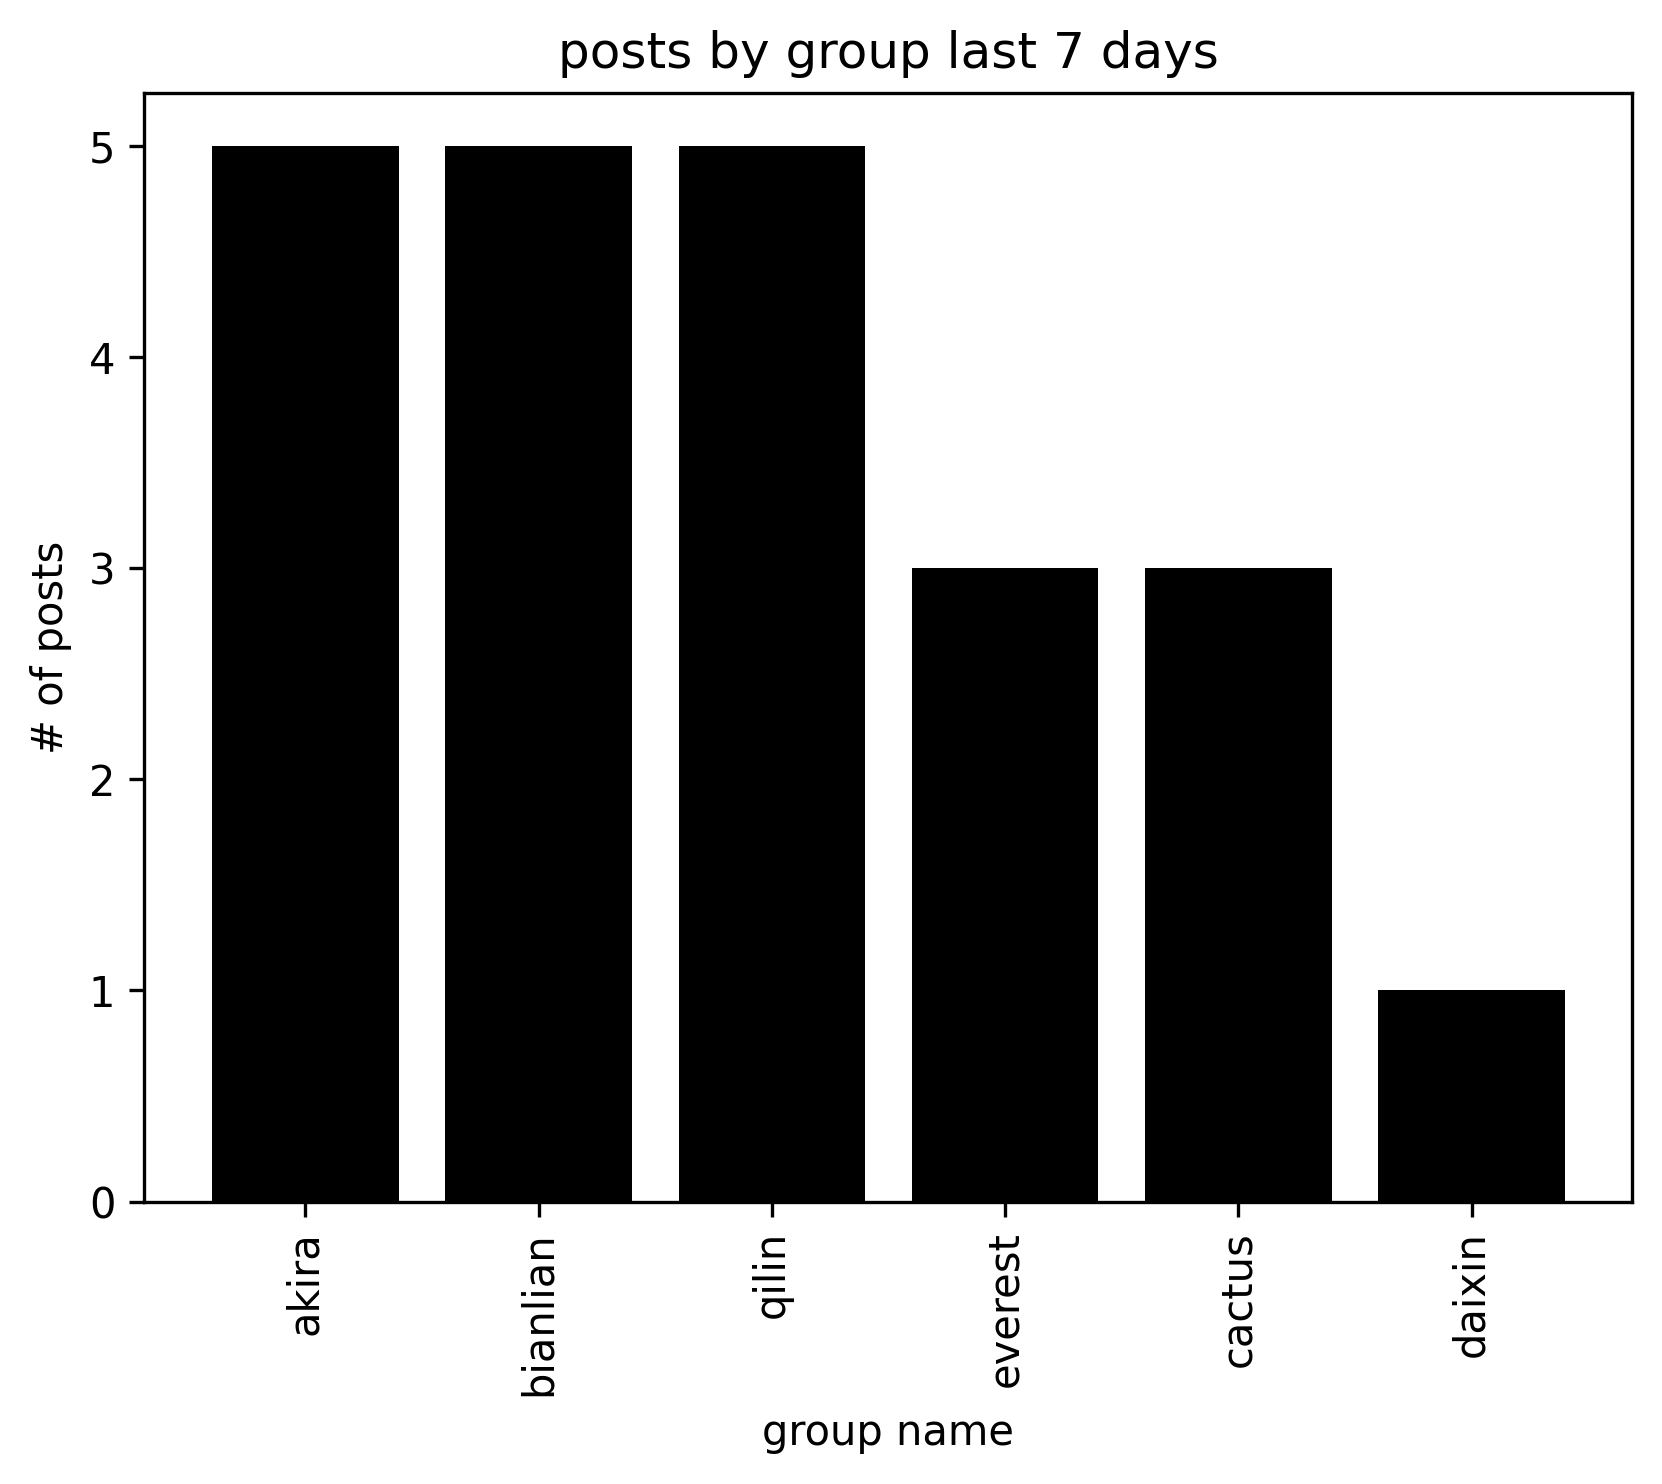 posts by group last 7 days
# of posts
5
4
3
2
1
0
akira
bianlian
qilin
everest
cactus
daixin
group name